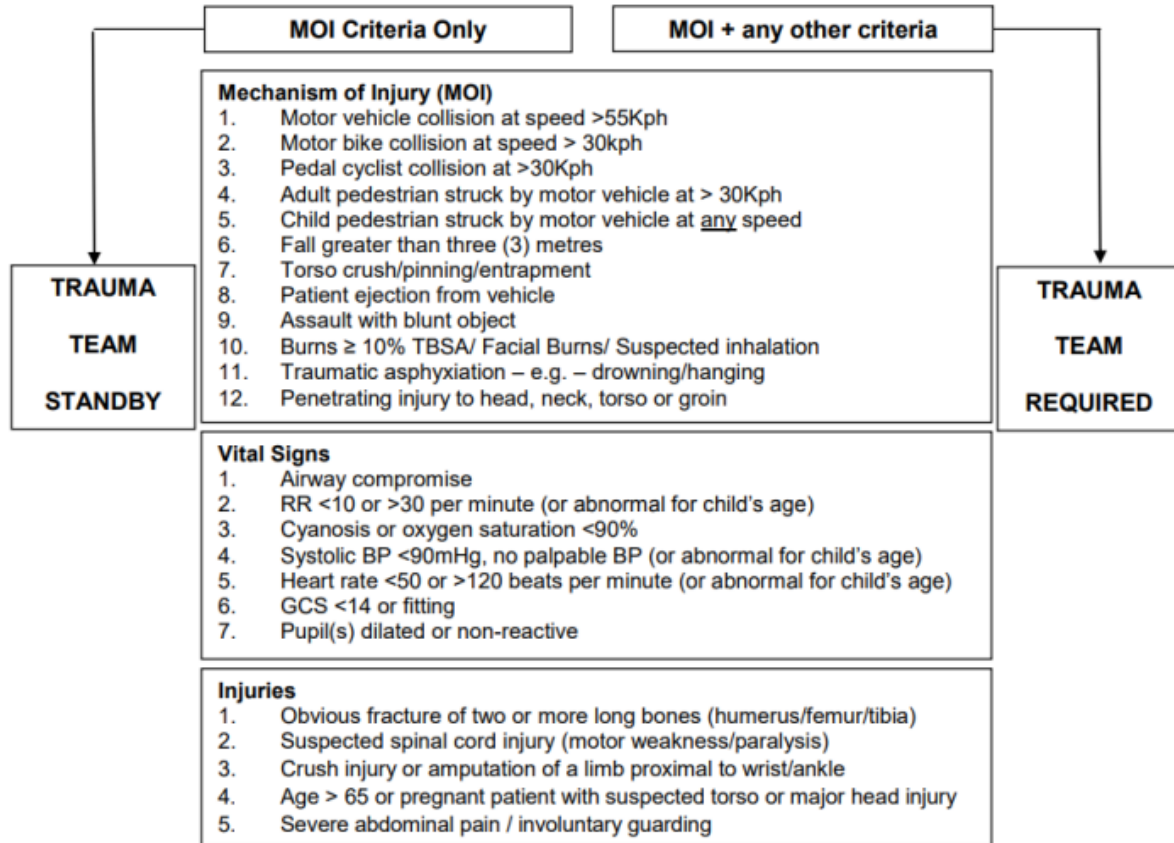 MOI Criteria Only
MOI + any other criteria
Mechanism of Injury (MOI)
1. Motor vehicle collision at speed >55Kph
2. Motor bike collision at speed > 30kph
3. Pedal cyclist collision at >30Kph
4. Adult pedestrian struck by motor vehicle at > 30Kph
5. Child pedestrian struck by motor vehicle at any speed
6. Fall greater than three (3) metres
7. Torso crush/pinning/entrapment
8. Patient ejection from vehicle
9. Assault with blunt object
10. Burns ≥ 10% TBSA/ Facial Burns/ Suspected inhalation
11. Traumatic asphyxiation – e.g. – drowning/hanging
12. Penetrating injury to head, neck, torso or groin
TRAUMA
TEAM
STANDBY
TRAUMA
TEAM
REQUIRED
Vital Signs
1. Airway compromise
2. RR <10 or >30 per minute (or abnormal for child's age)
3. Cyanosis or oxygen saturation <90%
4. Systolic BP <90mHg, no palpable BP (or abnormal for child's age)
5. Heart rate <50 or >120 beats per minute (or abnormal for child's age)
6. GCS <14 or fitting
7. Pupil(s) dilated or non-reactive
Injuries
1. Obvious fracture of two or more long bones (humerus/femur/tibia)
2. Suspected spinal cord injury (motor weakness/paralysis)
3. Crush injury or amputation of a limb proximal to wrist/ankle
4. Age > 65 or pregnant patient with suspected torso or major head injury
5. Severe abdominal pain / involuntary guarding